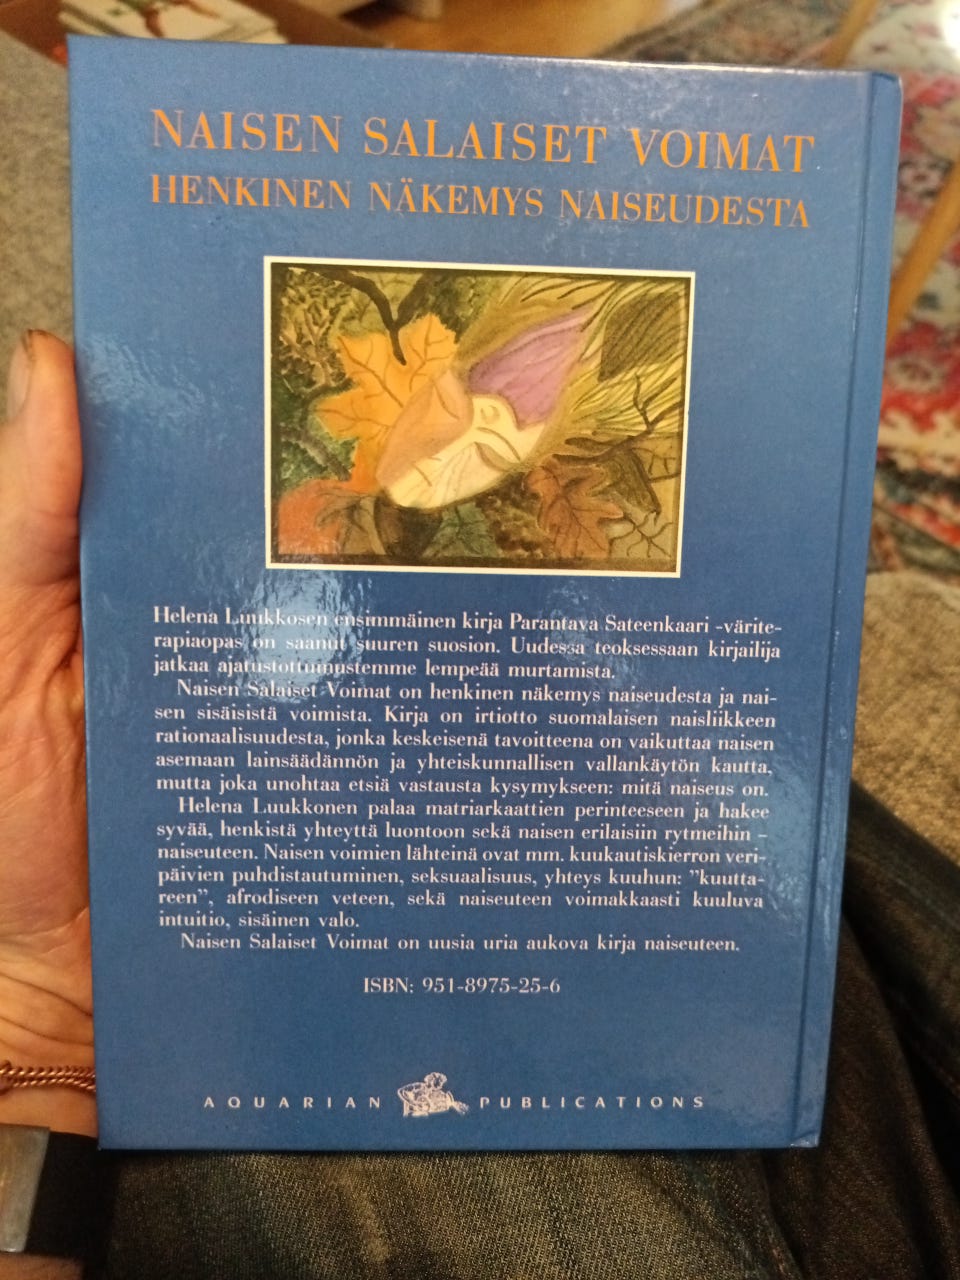 NAISEN SALAISET VOIMAT
HENKINEN NÄKEMYS NAISEUDESTA
Helena Luukkosen ensimmäinen kirja Parantava Sateenkaari -värite-
rapiaopas on saanut suuren suosion. Uudessa teoksessaan kirjailija
jatkaa ajatustottumustemme lempeää murtamista.
Naisen Salaiset Voimat on henkinen näkemys naiseudesta ja nai-
sen sisäisistä voimista. Kirja on irtiotto suomalaisen naisliikkeen
rationaalisuudesta, jonka keskeisenä tavoitteena on vaikuttaa naisen
asemaan lainsäädännön ja yhteiskunnallisen vallankäytön kautta,
mutta joka unohtaa etsiä vastausta kysymykseen: mitä naiseus on.
Helena Luukkonen palaa matriarkaattien perinteeseen ja hakee
syvää, henkistä yhteyttä luontoon sekä naisen erilaisiin rytmeihin –
naiseuteen. Naisen voimien lähteinä ovat mm. kuukautiskierron veri-
päivien puhdistautuminen, seksuaalisuus, yhteys kuuhun: ”kuutta-
reen”, afrodiseen veteen, sekä naiseuteen voimakkaasti kuuluva
intuitio, sisäinen valo.
Naisen Salaiset Voimat on uusia uria aukova kirja naiseuteen.
ISBN: 951-8975-25-6
AQUARIAN PUBLICATIONS